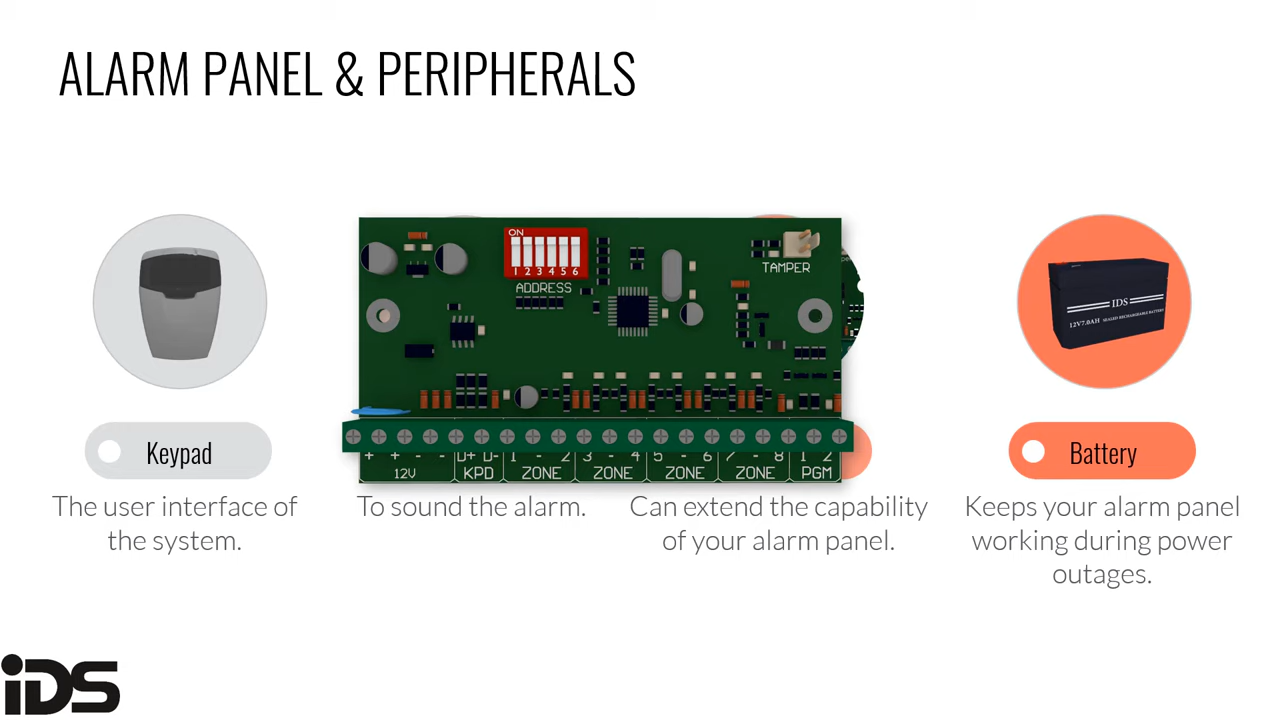 ALARM PANEL & PERIPHERALS
ON
1 2 3 4 5 6
ADDRESS
TAMPER
IDS
12V7.0AH SEALED RECHARGEABLE BATTERY
Keypad
Battery
+ + - - D+ D- 1 - 2 3 - 4 5 - 6 7 - 8 1 2
12V KPD ZONE ZONE ZONE ZONE PGM
The user interface of
the system.
To sound the alarm.
Can extend the capability
of your alarm panel.
Keeps your alarm panel
working during power
outages.
iDS